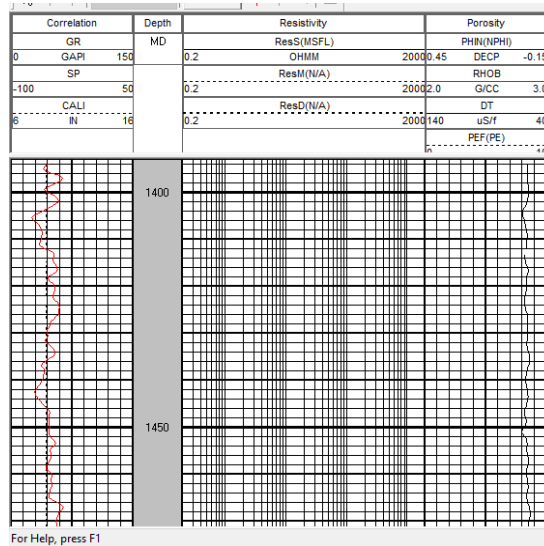 Correlation Depth Resistivity Porosity
GR MD ResS(MSFL) PHIN(NPHI)
0 GAPI 150 0.2 OHMM 2000 0.45 DECP -0.15
SP ResM(N/A) RHOB
-100 50 0.2 2000 2.0 G/CC 3.0
CALI ResD(N/A) DT
6 IN 16 0.2 2000 140 uS/f 40
PEF(PE)
1400
1450
For Help, press F1